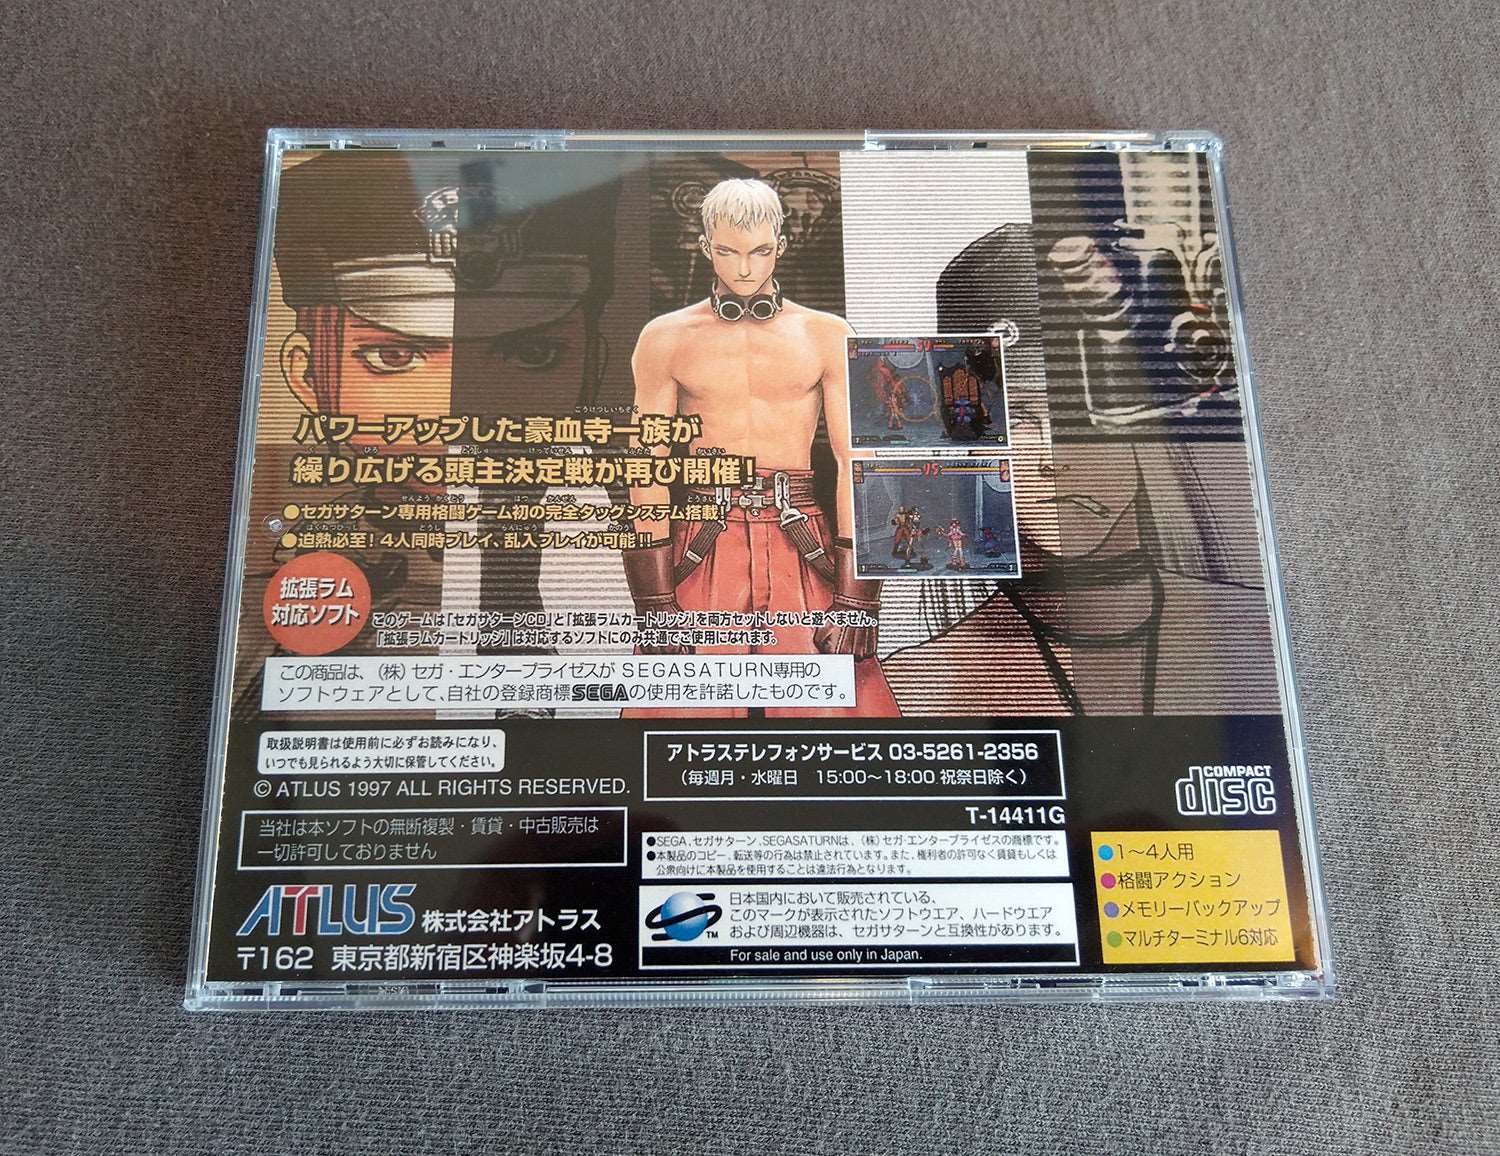 パワーアップした豪血寺一族が
こうけつじいちぞく
繰り広げる頭主決定戦が再び開催!
●セガサターン専用格闘ゲーム初の完全タッグシステム搭載!
●迫熱必至!4人同時プレイ、乱入プレイが可能!!
拡張ラム
対応ソフト
このゲームは「セガサターンCD」と「拡張ラムカートリッジ」を両方セットしないと遊べません。
「拡張ラムカートリッジ」は対応するソフトにのみ共通でご使用になれます。
この商品は、(株)セガ・エンタープライゼスが SEGASATURN専用の
ソフトウェアとして、自社の登録商標SEGAの使用を許諾したものです。
取扱説明書は使用前に必ずお読みになり、
いつでも見られるよう大切に保管してください。
© ATLUS 1997 ALL RIGHTS RESERVED.
当社は本ソフトの無断複製・賃貸・中古販売は
一切許可しておりません
ATLUS 株式会社アトラス
〒162 東京都新宿区神楽坂4-8
アトラステレフォンサービス 03-5261-2356
(毎週月・水曜日 15:00〜18:00 祝祭日除く)
T-14411G
●SEGA,セガサターン,SEGASATURNは、(株)セガ・エンタープライゼスの商標です。
●本製品のコピー、転送等の行為は禁止されています。また、権利者の許可なく賃貸もしくは
公衆向けに本製品を使用することは違法行為となります。
日本国内において販売されている、
このマークが表示されたソフトウエア、ハードウエア
および周辺機器は、セガサターンと互換性があります。
TM
For sale and use only in Japan.
COMPACT
disc
●1〜4人用
●格闘アクション
●メモリーバックアップ
●マルチターミナル6対応